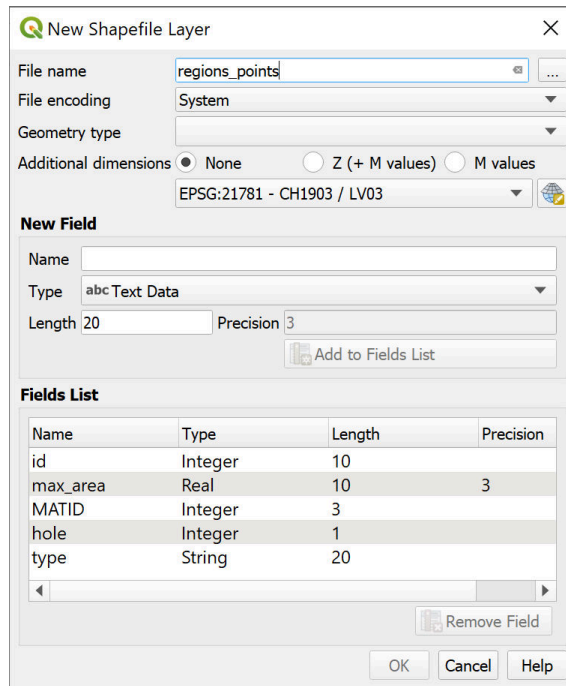 New Shapefile Layer
File name regions_points ...
File encoding System
Geometry type
Additional dimensions None Z (+ M values) M values
EPSG:21781 - CH1903 / LV03
New Field
Name
Type abc Text Data
Length 20 Precision 3
Add to Fields List
Fields List
Name Type Length Precision
id Integer 10
max_area Real 10 3
MATID Integer 3
hole Integer 1
type String 20
Remove Field
OK Cancel Help